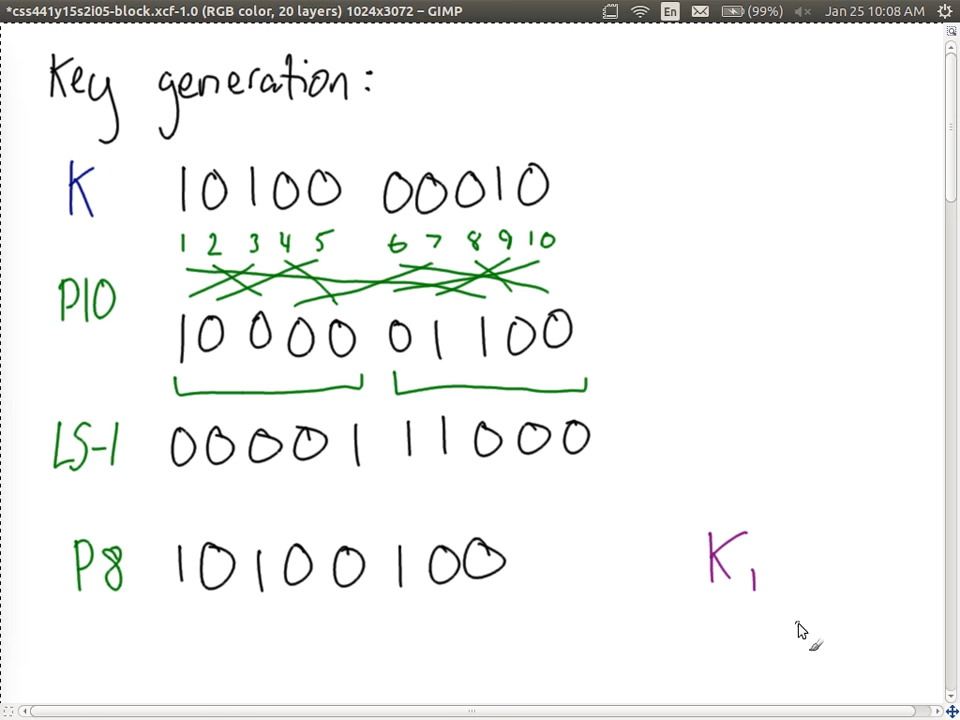 *css441y15s2i05-block.xcf-1.0 (RGB color, 20 layers) 1024x3072 – GIMP En (99%) Jan 25 10:08 AM
Key generation:
K 10100 00010
1 2 3 4 5 6 7 8 9 10
P10
10000 01100
LS-1 00001 11000
P8 10100100 K1